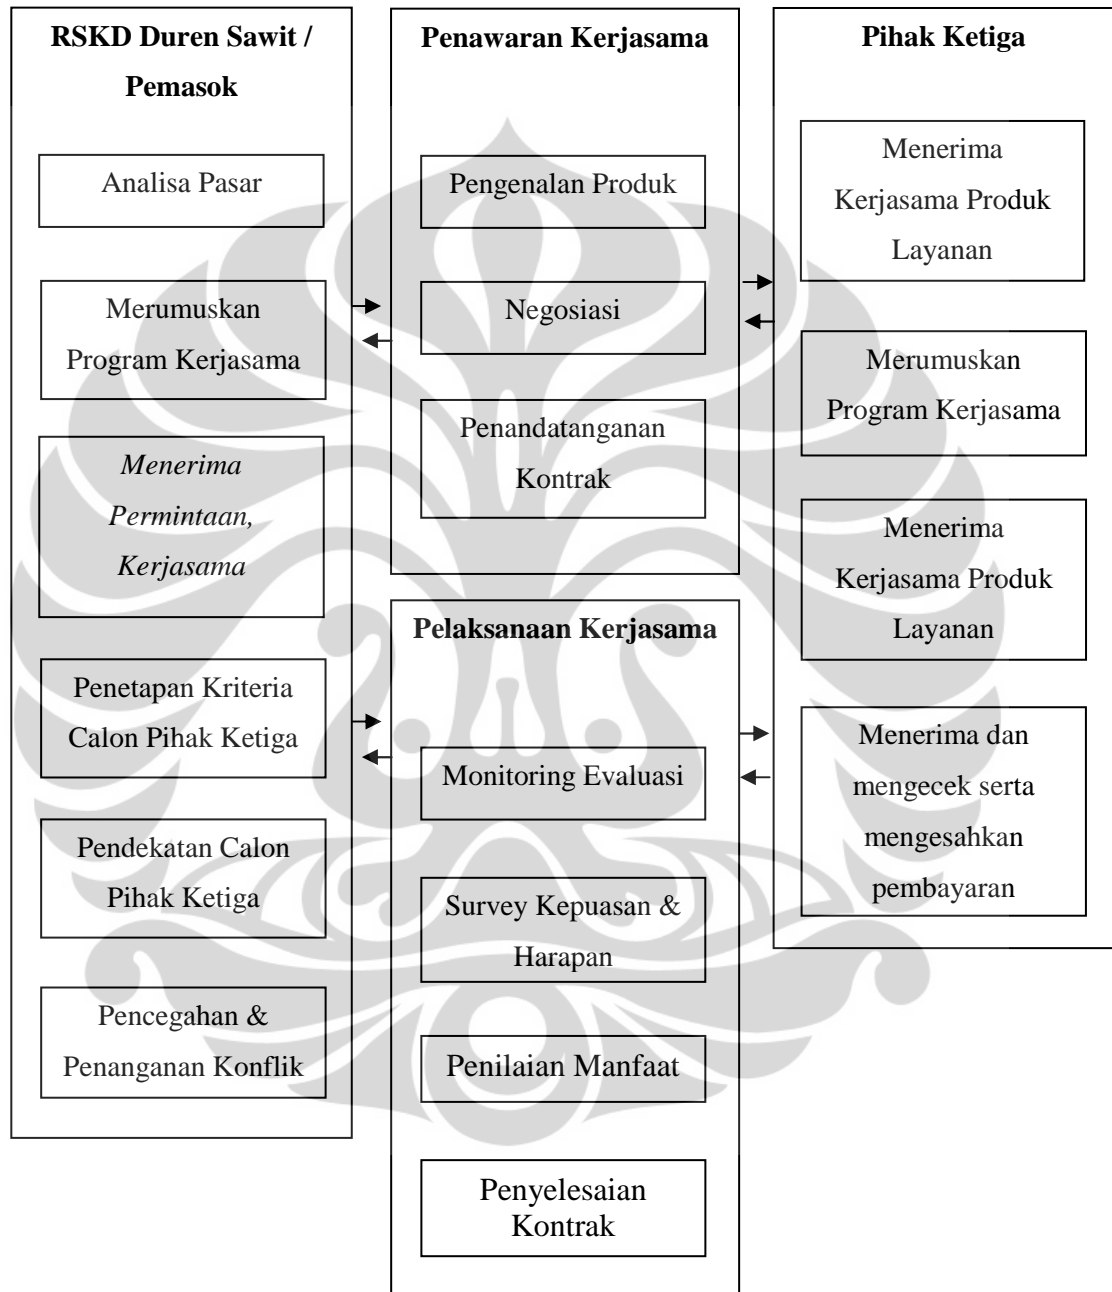 RSKD Duren Sawit /
Pemasok
Analisa Pasar
Merumuskan
Program Kerjasama
Menerima
Permintaan,
Kerjasama
Penetapan Kriteria
Calon Pihak Ketiga
Pendekatan Calon
Pihak Ketiga
Pencegahan &
Penanganan Konflik
Penawaran Kerjasama
Pengenalan Produk
Negosiasi
Penandatanganan
Kontrak
Pelaksanaan Kerjasama
Monitoring Evaluasi
Survey Kepuasan &
Harapan
Penilaian Manfaat
Penyelesaian
Kontrak
Pihak Ketiga
Menerima
Kerjasama Produk
Layanan
Merumuskan
Program Kerjasama
Menerima
Kerjasama Produk
Layanan
Menerima dan
mengecek serta
mengesahkan
pembayaran